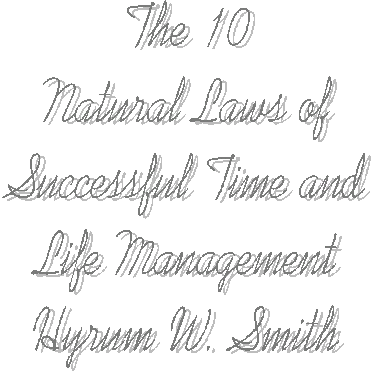 The 10
Natural Laws of
Successful Time and
Life Management
Hyrum W. Smith